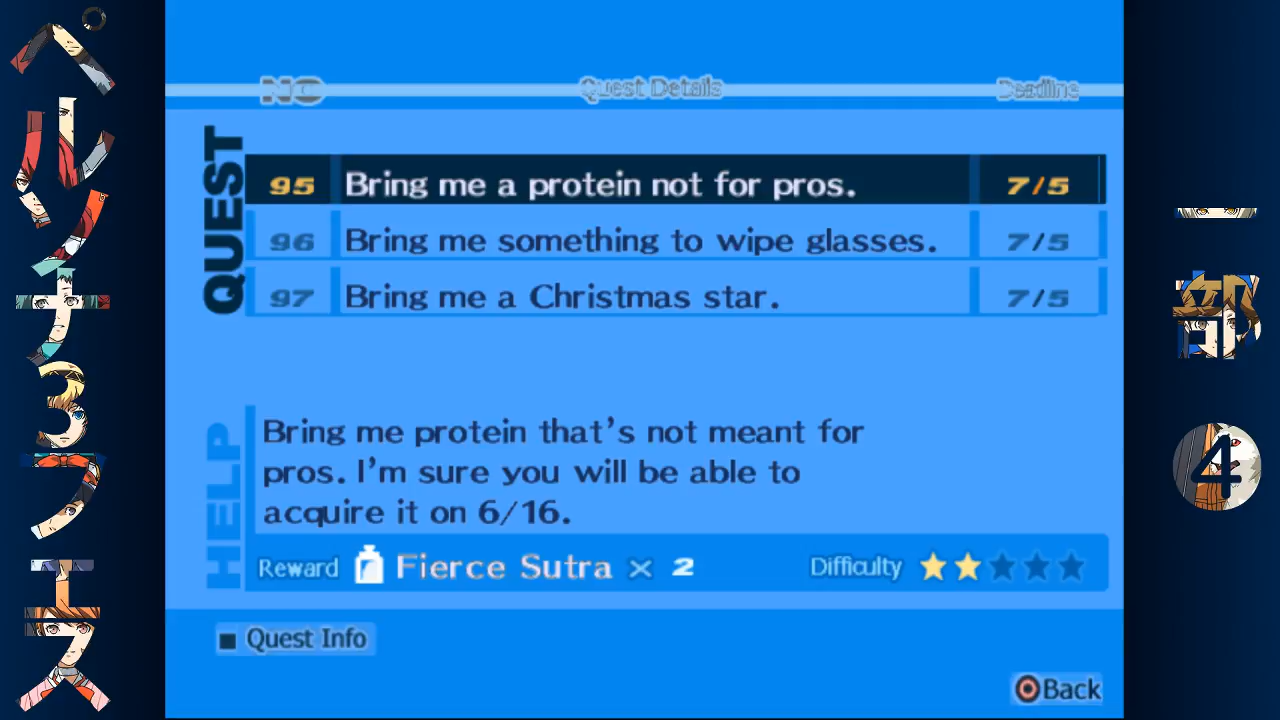 ペルソナ3フェス
NO Quest Details Deadline
QUEST
95 Bring me a protein not for pros. 7/5
96 Bring me something to wipe glasses. 7/5
97 Bring me a Christmas star. 7/5
HELP
Bring me protein that's not meant for
pros. I'm sure you will be able to
acquire it on 6/16.
Reward Fierce Sutra × 2 Difficulty
Quest Info
Back
一部
4